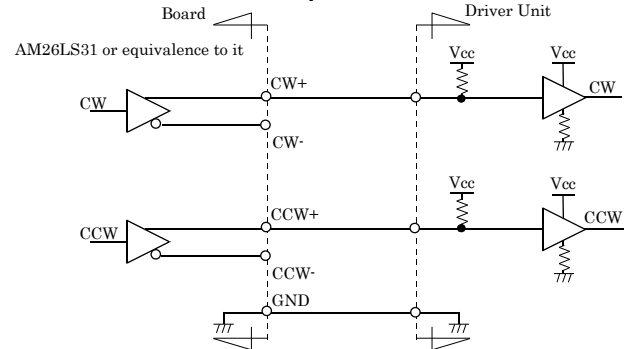 Board
Driver Unit
AM26LS31 or equivalence to it
Vcc
Vcc
CW
CW+
CW
CW-
Vcc
Vcc
CCW
CCW+
CCW
CCW-
GND